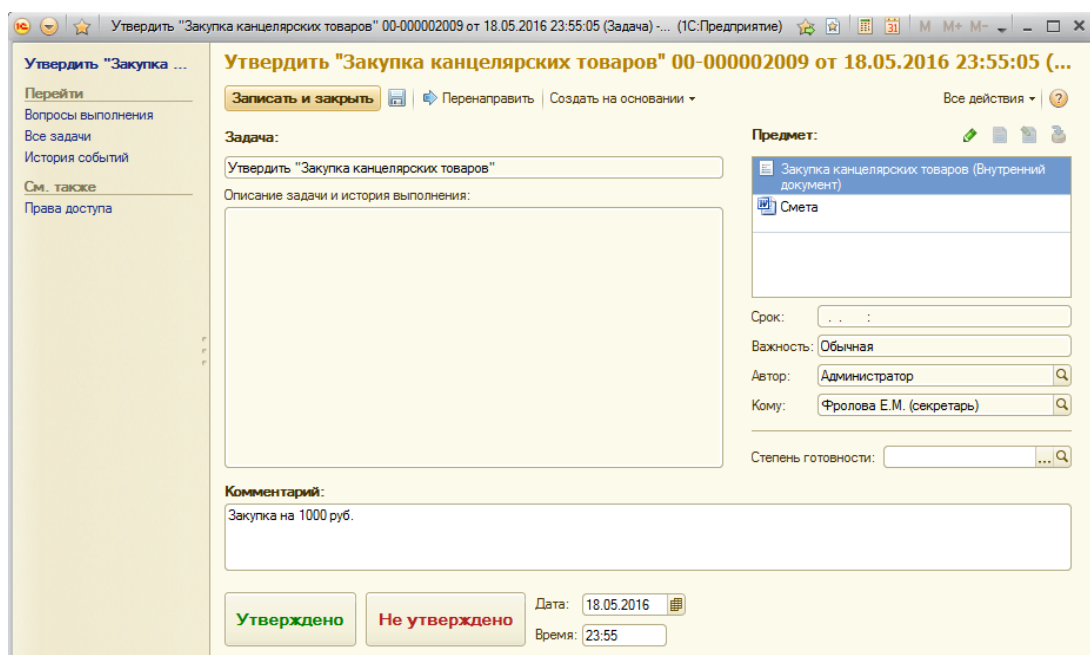 Утвердить "Закупка канцелярских товаров" 00-000002009 от 18.05.2016 23:55:05 (Задача) -... (1С:Предприятие)
M M+ M-
Утвердить "Закупка ...
Перейти
Вопросы выполнения
Все задачи
История событий
См. также
Права доступа
Утвердить "Закупка канцелярских товаров" 00-000002009 от 18.05.2016 23:55:05 (...
Записать и закрыть Перенаправить Создать на основании Все действия ?
Задача:
Утвердить "Закупка канцелярских товаров"
Описание задачи и история выполнения:
Предмет:
Закупка канцелярских товаров (Внутренний
документ)
Смета
Срок: . . :
Важность: Обычная
Автор: Администратор
Кому: Фролова Е.М. (секретарь)
Степень готовности: ...
Комментарий:
Закупка на 1000 руб.
Утверждено
Не утверждено
Дата: 18.05.2016
Время: 23:55